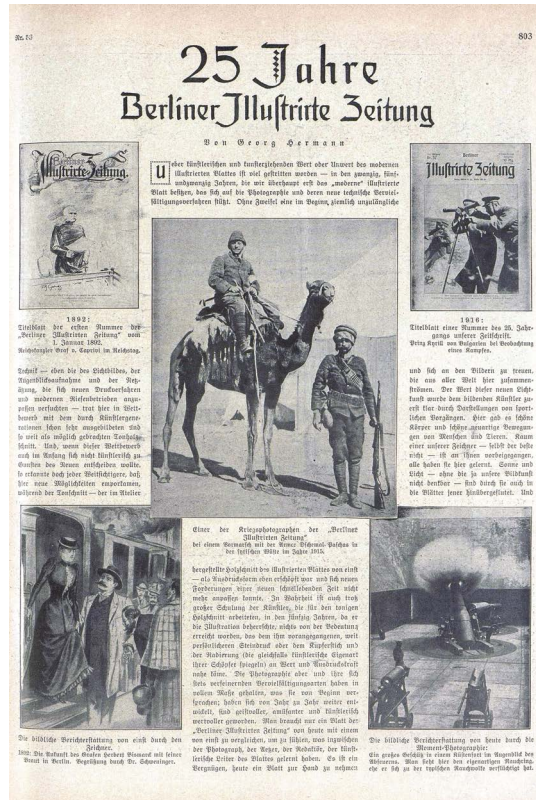 Nr. 53
803
25 Jahre
Berliner Illustrirte Zeitung
Von Georg Hermann
Ueber künstlerischen und kunsterziehenden Wert oder Unwert des modernen
illustrierten Blattes ist viel gestritten worden — in den zwanzig, fünf-
undzwanzig Jahren, die wir überhaupt erst das „moderne“ illustrierte
Blatt besitzen, das sich auf die Photographie und deren neue technische Verviel-
fältigungsverfahren stützt. Ohne Zweifel eine im Beginn ziemlich unzulängliche
Berliner
Illustrirte Zeitung.
1892:
Titelblatt der ersten Nummer der
„Berliner Illustrirten Zeitung“ vom
1. Januar 1892.
Reichskanzler Graf v. Caprivi im Reichstag.
Berliner
Illustrirte Zeitung
1916:
Titelblatt einer Nummer des 25. Jahr-
gangs unserer Zeitschrift.
Prinz Kyrill von Bulgarien bei Beobachtung
eines Kampfes.
Technik — eben die des Lichtbildes, der
Augenblicksaufnahme und der Net-
zung, die sich neuen Druckverfahren
und modernen Riesenbetrieben anzu-
passen versuchen — trat hier in Wett-
bewerb mit dem durch Künstlergene-
rationen schon sehr ausgebildeten und
so weit als möglich gebrachten Tonholz-
schnitt. Und, wenn dieser Wettbewerb
auch im Anfang sich nicht künstlerisch zu
Gunsten des Neuen entscheiden wollte,
so erkannte doch jeder Weitsichtigere, daß
hier neue Möglichkeiten emporkamen,
während der Tonschnitt — der im Atelier
Einer der Kriegsphotographen der „Berliner
Illustrirten Zeitung“
bei einem Vormarsch mit der Armee Dschemal-Paschas in
der syrischen Wüste im Jahre 1915.
hergestellte Holzschnitt des illustrierten Blattes von einst
— als Ausdrucksform eben erschöpft war und sich neuen
Forderungen einer neuen schnellebenden Zeit nicht
mehr anpassen konnte. In Wahrheit ist auch trotz
großer Schulung der Künstler, die für den tonigen
Holzschnitt arbeiteten, in den fünfzig Jahren, da er
die Illustration beherrschte, nichts von der Bedeutung
erreicht worden, das dem ihm vorangegangenen, weit
persönlicheren Steindruck oder dem Kupferstich und
der Radierung (die gleichfalls künstlerische Eigenart
ihrer Schöpfer spiegeln) an Wert und Ausdruckskraft
nahe käme. Die Photographie aber und ihre sich
stets verfeinernden Vervielfältigungsarten haben in
vollem Maße gehalten, was sie von Beginn ver-
sprachen; haben sich von Jahr zu Jahr weiter ent-
wickelt, sind geistvoller, amüsanter und künstlerisch
wertvoller geworden. Man braucht nur ein Blatt der
„Berliner Illustrirten Zeitung“ von heute mit einem
von einst zu vergleichen, um zu fühlen, was inzwischen
der Photograph, der Aetzer, der Redaktör, der künst-
lerische Leiter des Blattes gelernt haben. Es ist ein
Vergnügen, heute ein Blatt zur Hand zu nehmen
und sich an den Bildern zu freuen,
die aus aller Welt hier zusammen-
strömen. Der Wert dieser neuen Licht-
kunst wurde dem bildenden Künstler zu-
erst klar durch Darstellungen von sport-
lichen Vorgängen. Hier gab es schöne
Körper und schöne, neuartige Bewegun-
gen von Menschen und Tieren. Kaum
einer unserer Zeichner — selbst der beste
nicht — ist an ihnen vorbeigegangen,
alle haben sie hier gelernt. Sonne und
Licht — ohne die ja unsere Bildkunst
nicht denkbar — sind durch sie auch in
die Blätter jener hinübergeflutet. Und
Die bildliche Berichterstattung von einst durch den
Zeichner.
1892: Die Ankunft des Grafen Herbert Bismarck mit seiner
Braut in Berlin. Begrüßung durch Dr. Schweninger.
Die bildliche Berichterstattung von heute durch die
Moment-Photographie:
Ein großes Geschütz in einem Küstenfort im Augenblick des
Abfeuerns. Man sieht hier den eigenartigen Rauchring,
ehe er sich zu der typischen Rauchwolke verflüchtigt hat.